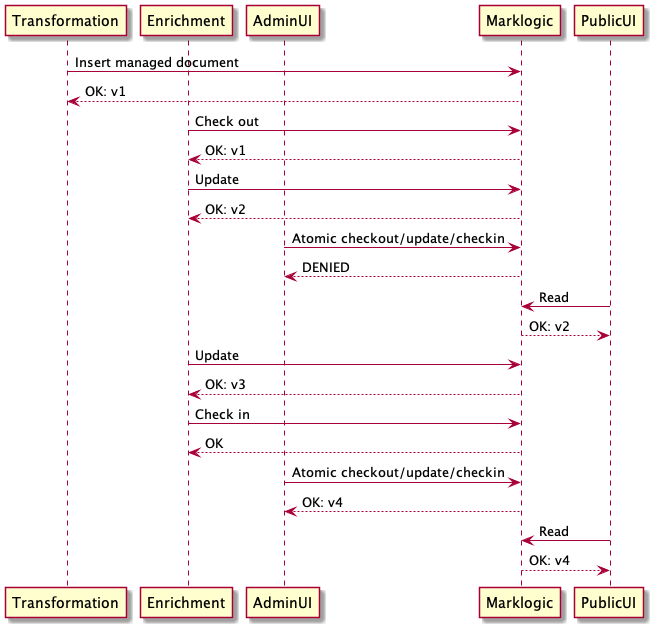 Transformation Enrichment AdminUI Marklogic PublicUI
Insert managed document
OK: v1
Check out
OK: v1
Update
OK: v2
Atomic checkout/update/checkin
DENIED
Read
OK: v2
Update
OK: v3
Check in
OK
Atomic checkout/update/checkin
OK: v4
Read
OK: v4
Transformation Enrichment AdminUI Marklogic PublicUI